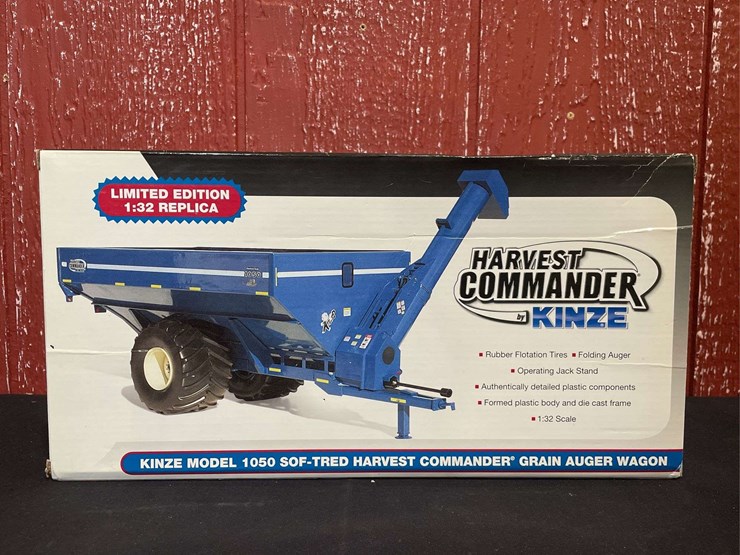 LIMITED EDITION
1:32 REPLICA
1050
HARVEST
COMMANDER
by KINZE
▪ Rubber Flotation Tires ▪ Folding Auger
▪ Operating Jack Stand
▪ Authentically detailed plastic components
▪ Formed plastic body and die cast frame
▪ 1:32 Scale
KINZE MODEL 1050 SOF-TRED HARVEST COMMANDER® GRAIN AUGER WAGON